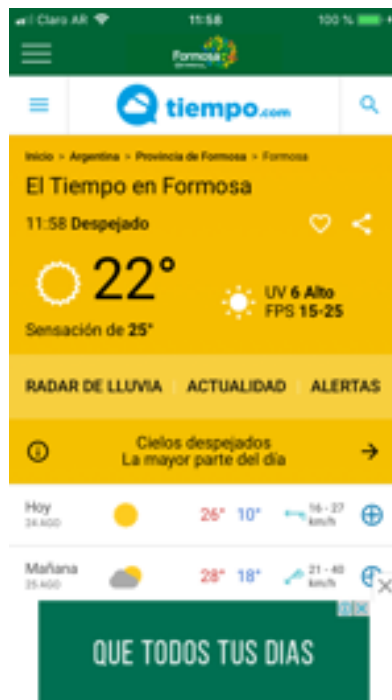 Claro AR
11:58
100 %
Formosa
tiempo.com
Inicio > Argentina > Provincia de Formosa > Formosa
El Tiempo en Formosa
11:58 Despejado
22°
UV 6 Alto
FPS 15-25
Sensación de 25°
RADAR DE LLUVIA
ACTUALIDAD
ALERTAS
Cielos despejados
La mayor parte del día
Hoy
24 AGO
26° 10°
16 - 27
km/h
Mañana
25 AGO
28° 18°
21 - 40
km/h
QUE TODOS TUS DIAS